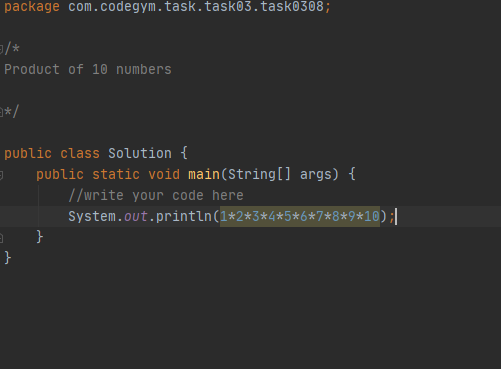 package com.codegym.task.task03.task0308;
/*
Product of 10 numbers
*/
public class Solution {
public static void main(String[] args) {
//write your code here
System.out.println(1*2*3*4*5*6*7*8*9*10);
}
}